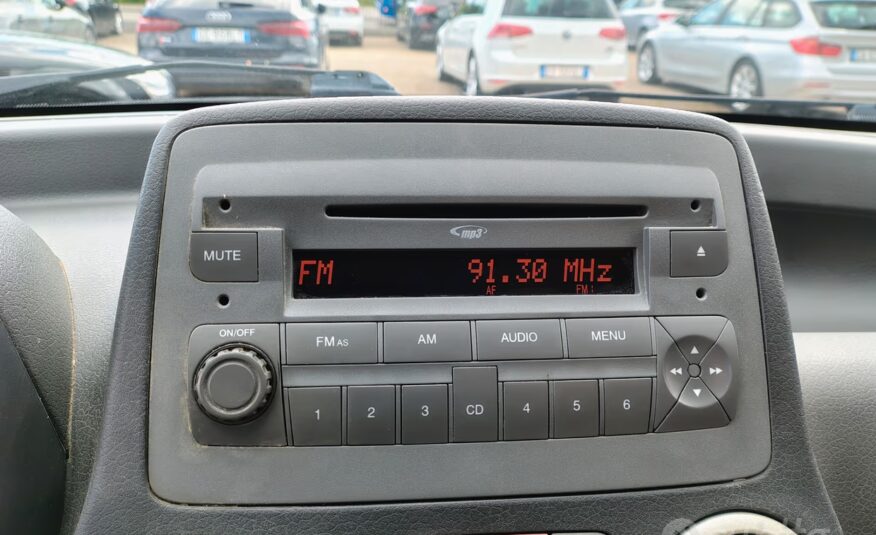 mp3
MUTE
FM 91.30 MHz
AF FM1
ON/OFF
FM AS AM AUDIO MENU
1 2 3 CD 4 5 6